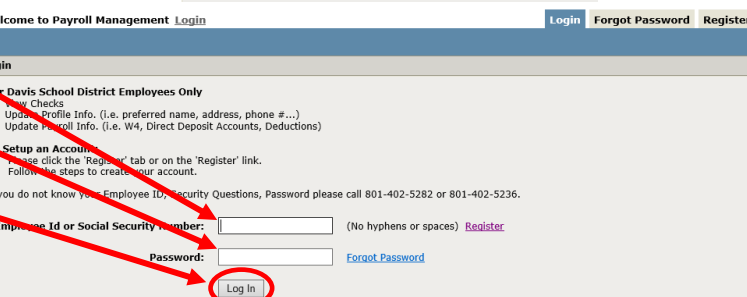 lcome to Payroll Management Login
Login Forgot Password Register
gin
r Davis School District Employees Only
View Checks
Update Profile Info. (i.e. preferred name, address, phone #...)
Update Payroll Info. (i.e. W4, Direct Deposit Accounts, Deductions)
Setup an Account:
Please click the 'Register' tab or on the 'Register' link.
Follow the steps to create your account.
you do not know your Employee ID, Security Questions, Password please call 801-402-5282 or 801-402-5236.
Employee Id or Social Security Number: (No hyphens or spaces) Register
Password: Forgot Password
Log In